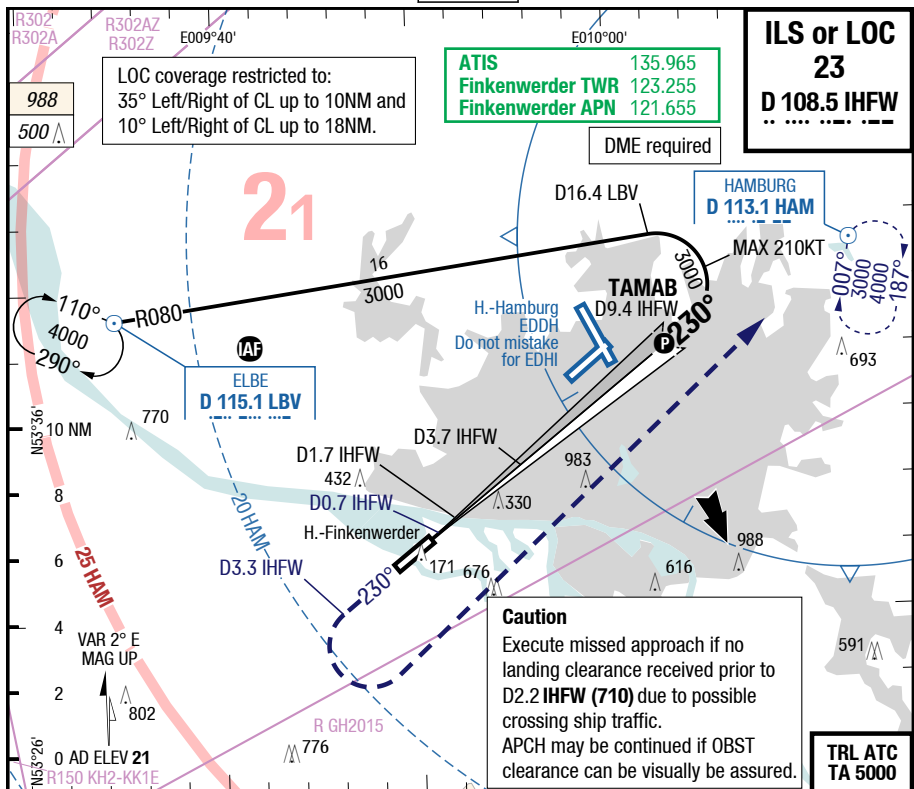 R302
R302A
R302AZ
R302Z
E009°40'
E010°00'
ILS or LOC
23
D 108.5 IHFW
988
500
LOC coverage restricted to:
35° Left/Right of CL up to 10NM and
10° Left/Right of CL up to 18NM.
ATIS 135.965
Finkenwerder TWR 123.255
Finkenwerder APN 121.655
DME required
21
D16.4 LBV
HAMBURG
D 113.1 HAM
MAX 210KT
16
3000
3000
TAMAB
D9.4 IHFW
230°
P
007°
3000
4000
187°
110°
4000
290°
R080
IAF
H.-Hamburg
EDDH
Do not mistake
for EDHI
693
ELBE
D 115.1 LBV
N53°36'
10 NM
770
D3.7 IHFW
D1.7 IHFW
432
983
330
8
20 HAM
D0.7 IHFW
H.-Finkenwerder
988
6
171
676
616
D3.3 IHFW
230°
25 HAM
4
VAR 2° E
MAG UP
591
2
802
Caution
Execute missed approach if no
landing clearance received prior to
D2.2 IHFW (710) due to possible
crossing ship traffic.
APCH may be continued if OBST
clearance can be visually be assured.
R GH2015
776
N53°26'
0
AD ELEV 21
R150 KH2-KK1E
TRL ATC
TA 5000